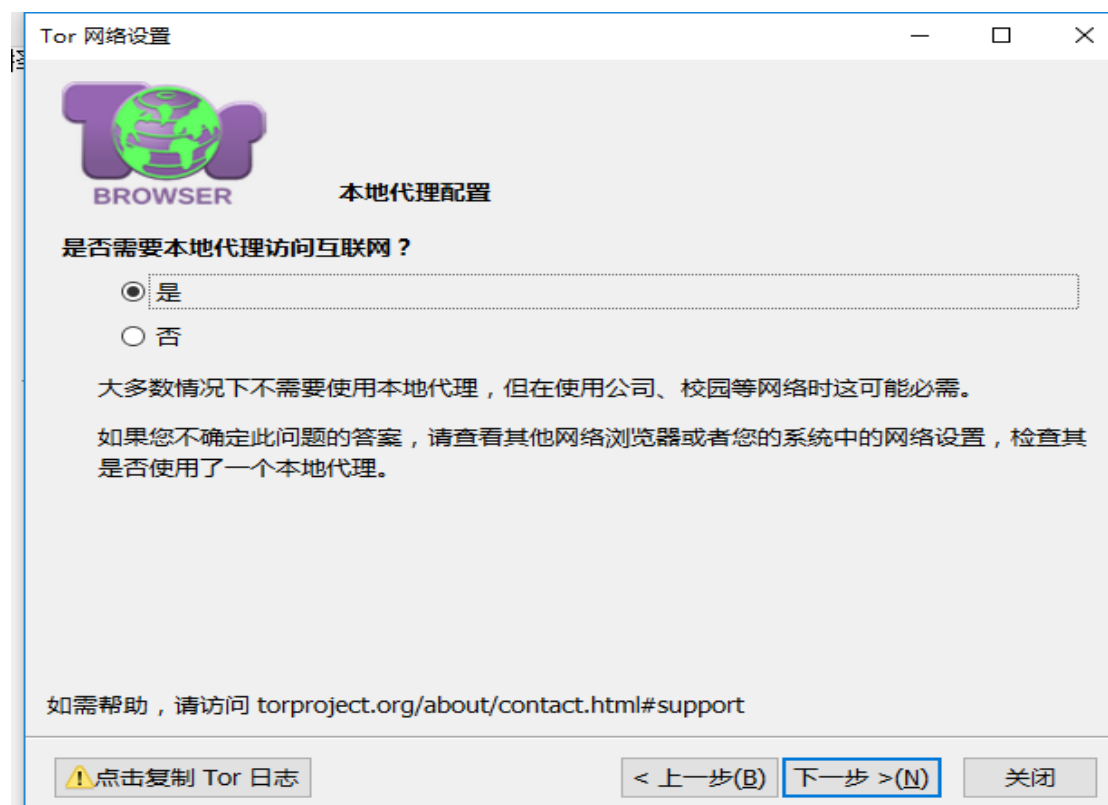 Tor 网络设置
Tor
BROWSER
本地代理配置
是否需要本地代理访问互联网？
是
否
大多数情况下不需要使用本地代理，但在使用公司、校园等网络时这可能必需。
如果您不确定此问题的答案，请查看其他网络浏览器或者您的系统中的网络设置，检查其
是否使用了一个本地代理。
如需帮助，请访问 torproject.org/about/contact.html#support
点击复制 Tor 日志
< 上一步(B)
下一步 >(N)
关闭